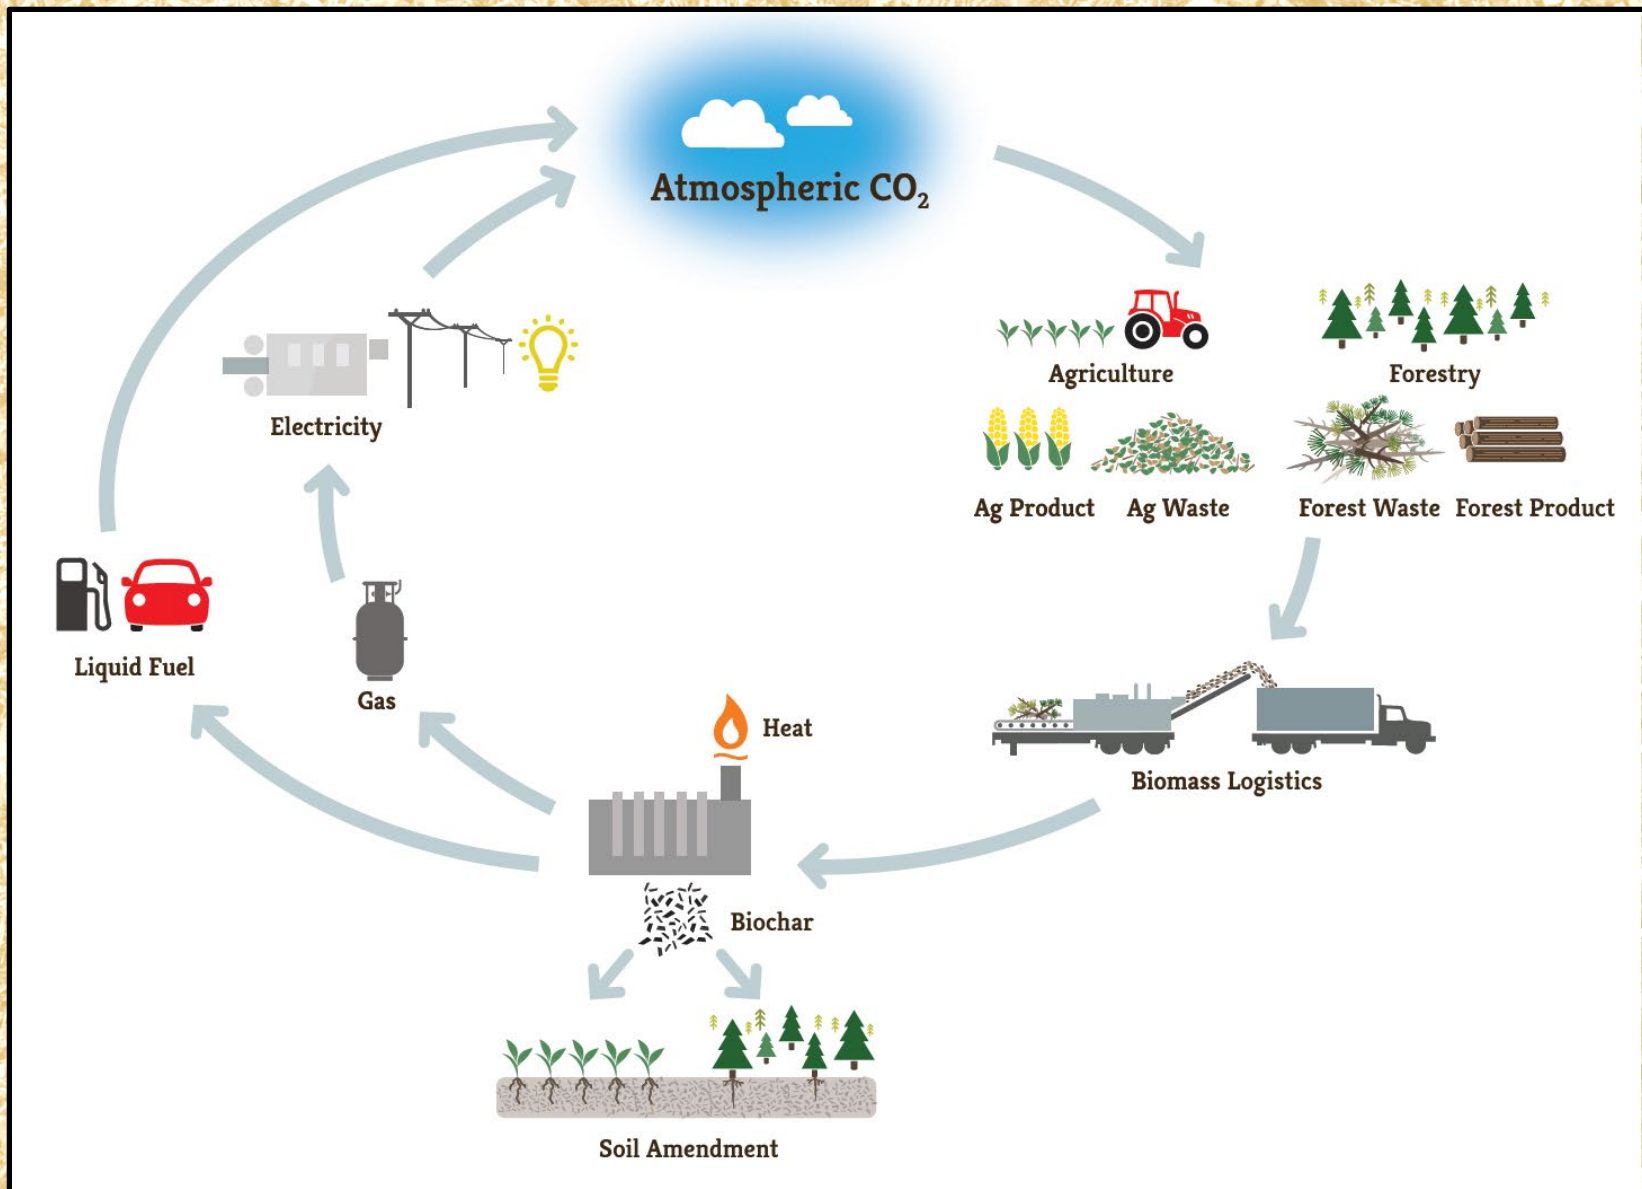 Atmospheric CO₂
Agriculture
Forestry
Ag Product
Ag Waste
Forest Waste
Forest Product
Biomass Logistics
Heat
Biochar
Soil Amendment
Gas
Liquid Fuel
Electricity